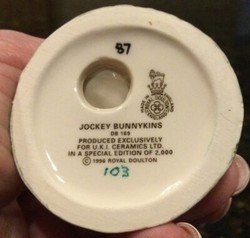 87
JOCKEY BUNNYKINS
DB 169
PRODUCED EXCLUSIVELY
FOR U.K.I. CERAMICS LTD.
IN A SPECIAL EDITION OF 2,000
© 1996 ROYAL DOULTON
103